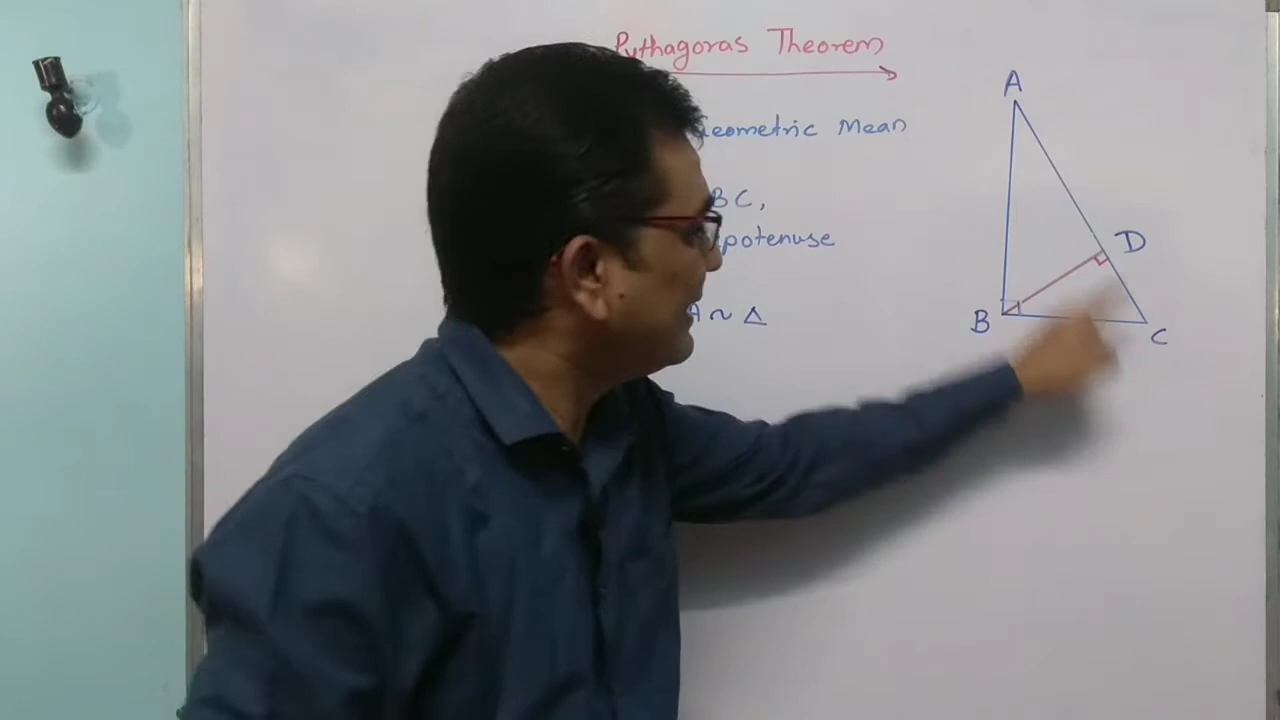 Pythagoras Theorem
Geometric Mean
BC,
potenuse
A ~ Δ
A
D
B
C